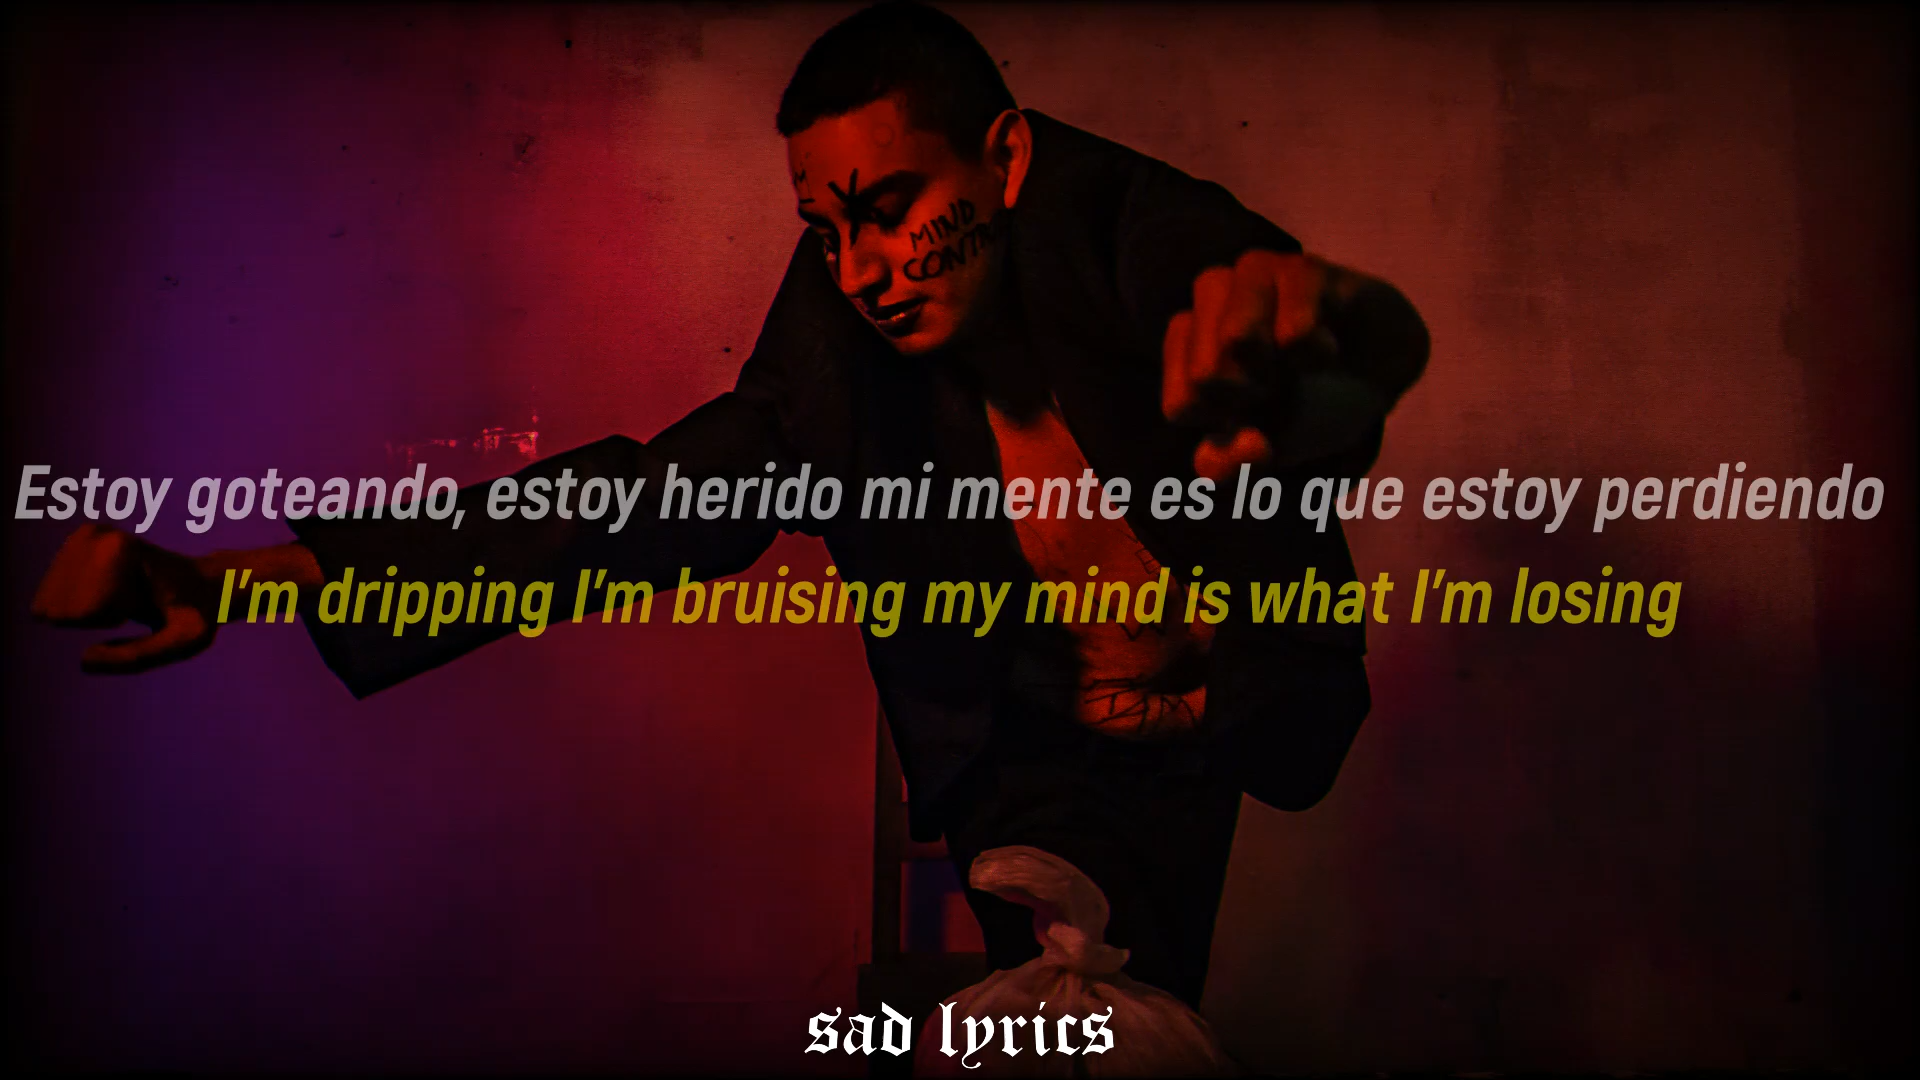 MIND
Estoy goteando, estoy herido mi mente es lo que estoy perdiendo
I'm dripping I'm bruising my mind is what I'm losing
sad lyrics